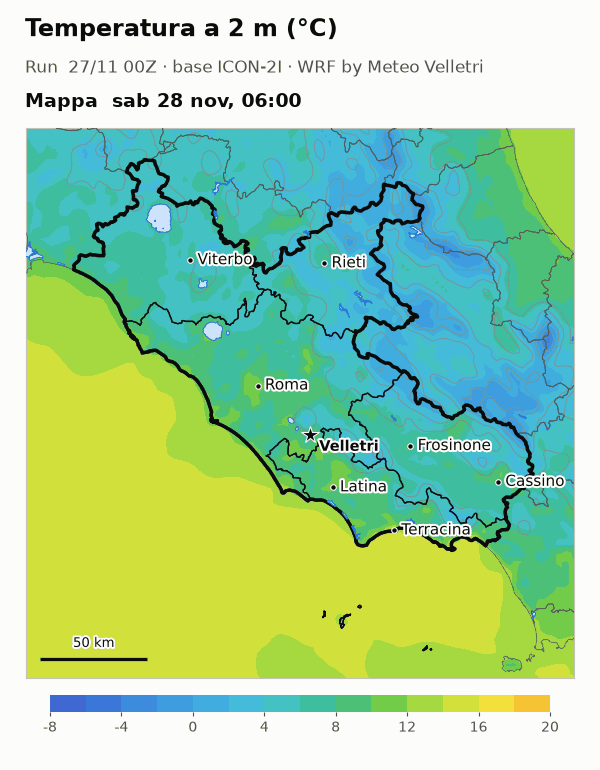 Temperatura a 2 m (°C)
Run  27/11 00Z · base ICON-2I · WRF by Meteo Velletri
Mappa  sab 28 nov, 06:00
Viterbo
Rieti
Roma
Velletri
Frosinone
Cassino
Latina
Terracina
50 km
-8 -4 0 4 8 12 16 20